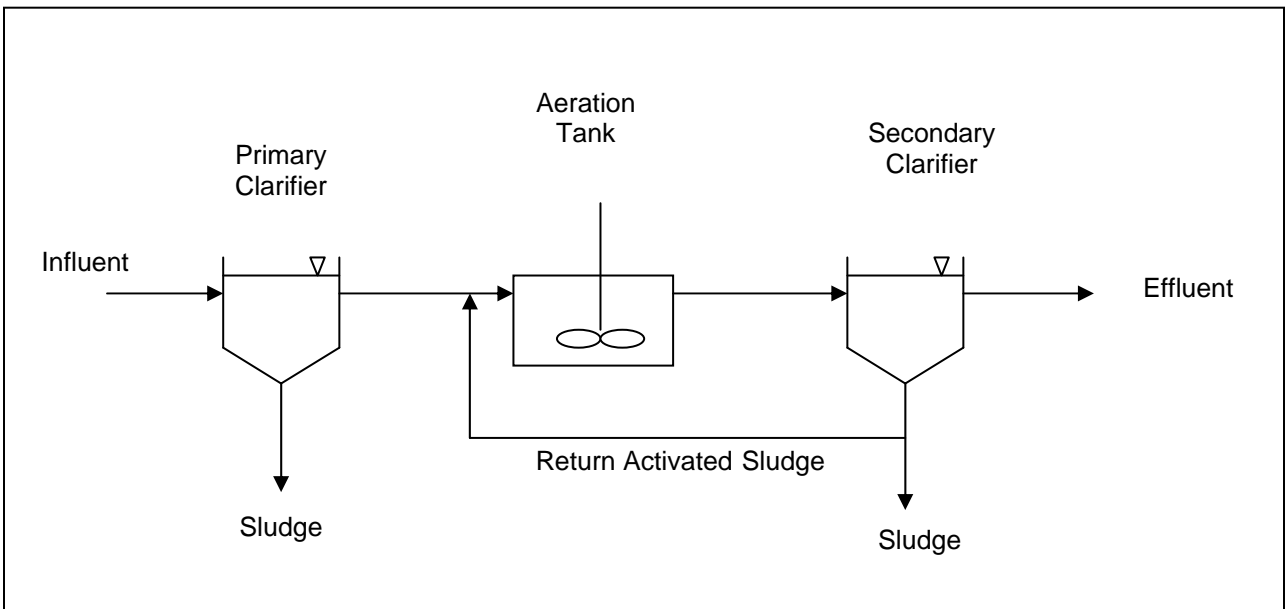 Aeration
Tank
Secondary
Clarifier
Primary
Clarifier
Influent
Effluent
Return Activated Sludge
Sludge
Sludge